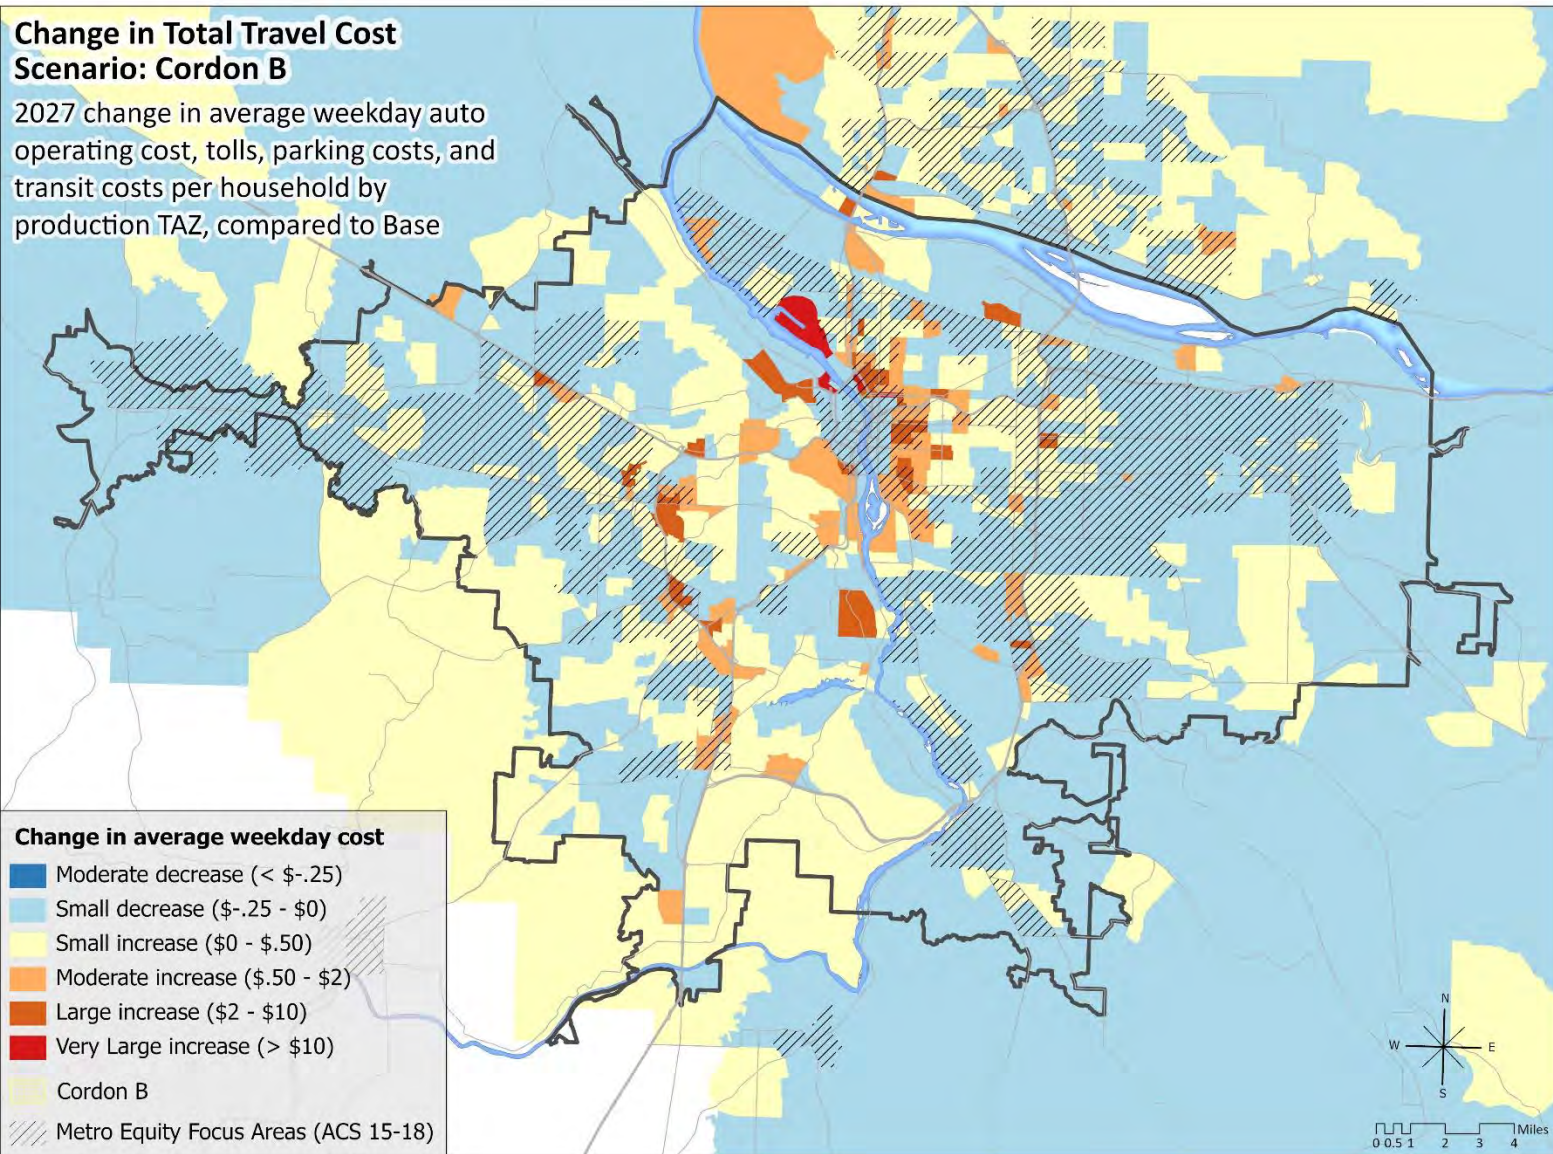 Change in Total Travel Cost
Scenario: Cordon B
2027 change in average weekday auto
operating cost, tolls, parking costs, and
transit costs per household by
production TAZ, compared to Base
Change in average weekday cost
Moderate decrease (< $-.25)
Small decrease ($-.25 - $0)
Small increase ($0 - $.50)
Moderate increase ($.50 - $2)
Large increase ($2 - $10)
Very Large increase (> $10)
Cordon B
Metro Equity Focus Areas (ACS 15-18)
N
W E
S
Miles
0 0.5 1 2 3 4